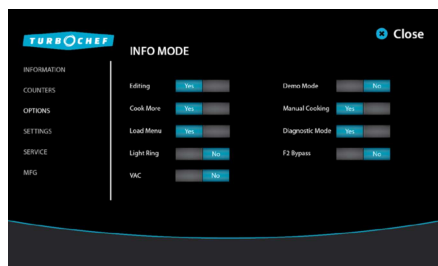 TURBOCHEF
Close
INFO MODE
INFORMATION
COUNTERS
OPTIONS
SETTINGS
SERVICE
MFG
Editing Yes
Cook More Yes
Load Menu Yes
Light Ring No
VAC No
Demo Mode No
Manual Cooking Yes
Diagnostic Mode Yes
F2 Bypass No